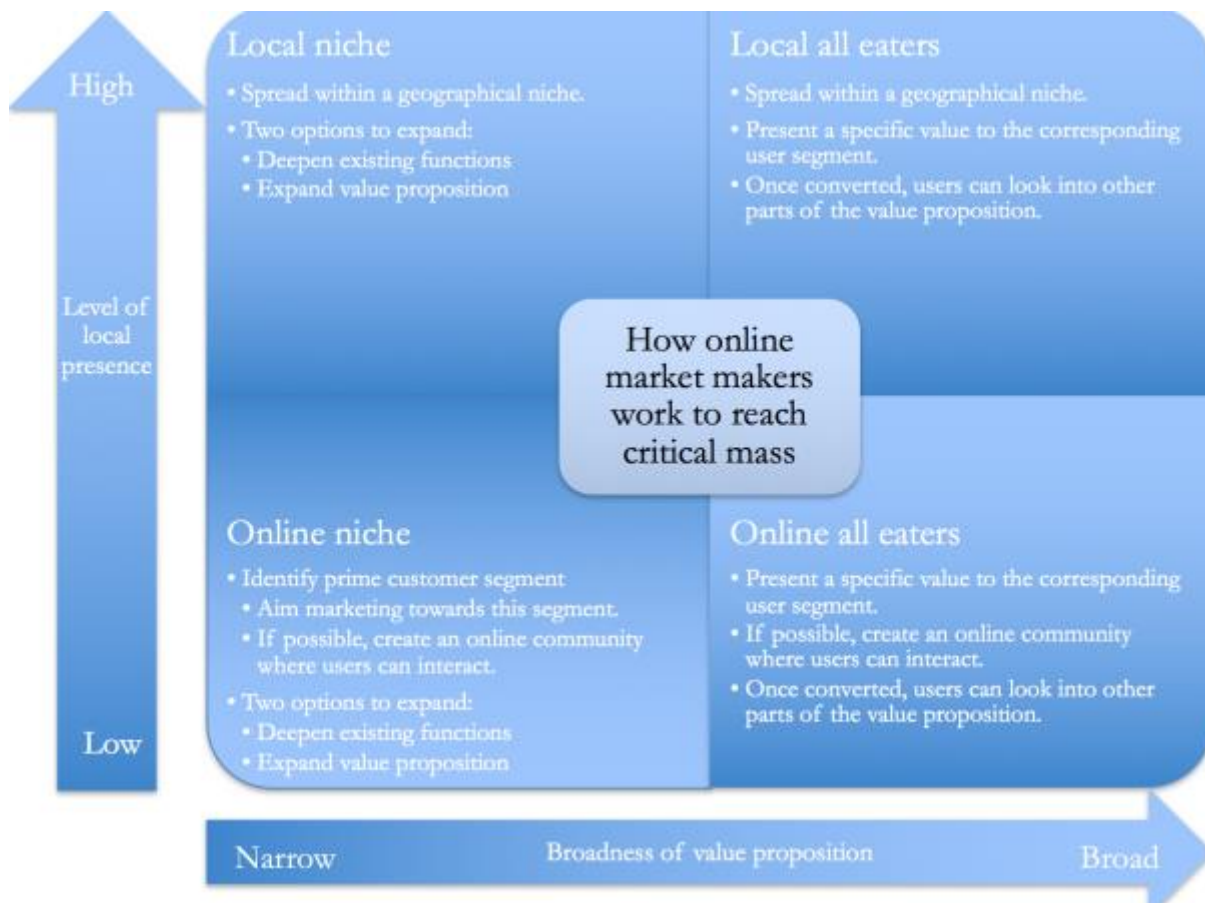 High
Level of
local
presence
Low
Local niche
• Spread within a geographical niche.
• Two options to expand:
• Deepen existing functions
• Expand value proposition
Local all eaters
• Spread within a geographical niche.
• Present a specific value to the corresponding
user segment.
• Once converted, users can look into other
parts of the value proposition.
How online
market makers
work to reach
critical mass
Online niche
• Identify prime customer segment
• Aim marketing towards this segment.
• If possible, create an online community
where users can interact.
• Two options to expand:
• Deepen existing functions
• Expand value proposition
Online all eaters
• Present a specific value to the corresponding
user segment.
• If possible, create an online community
where users can interact.
• Once converted, users can look into other
parts of the value proposition.
Narrow
Broadness of value proposition
Broad